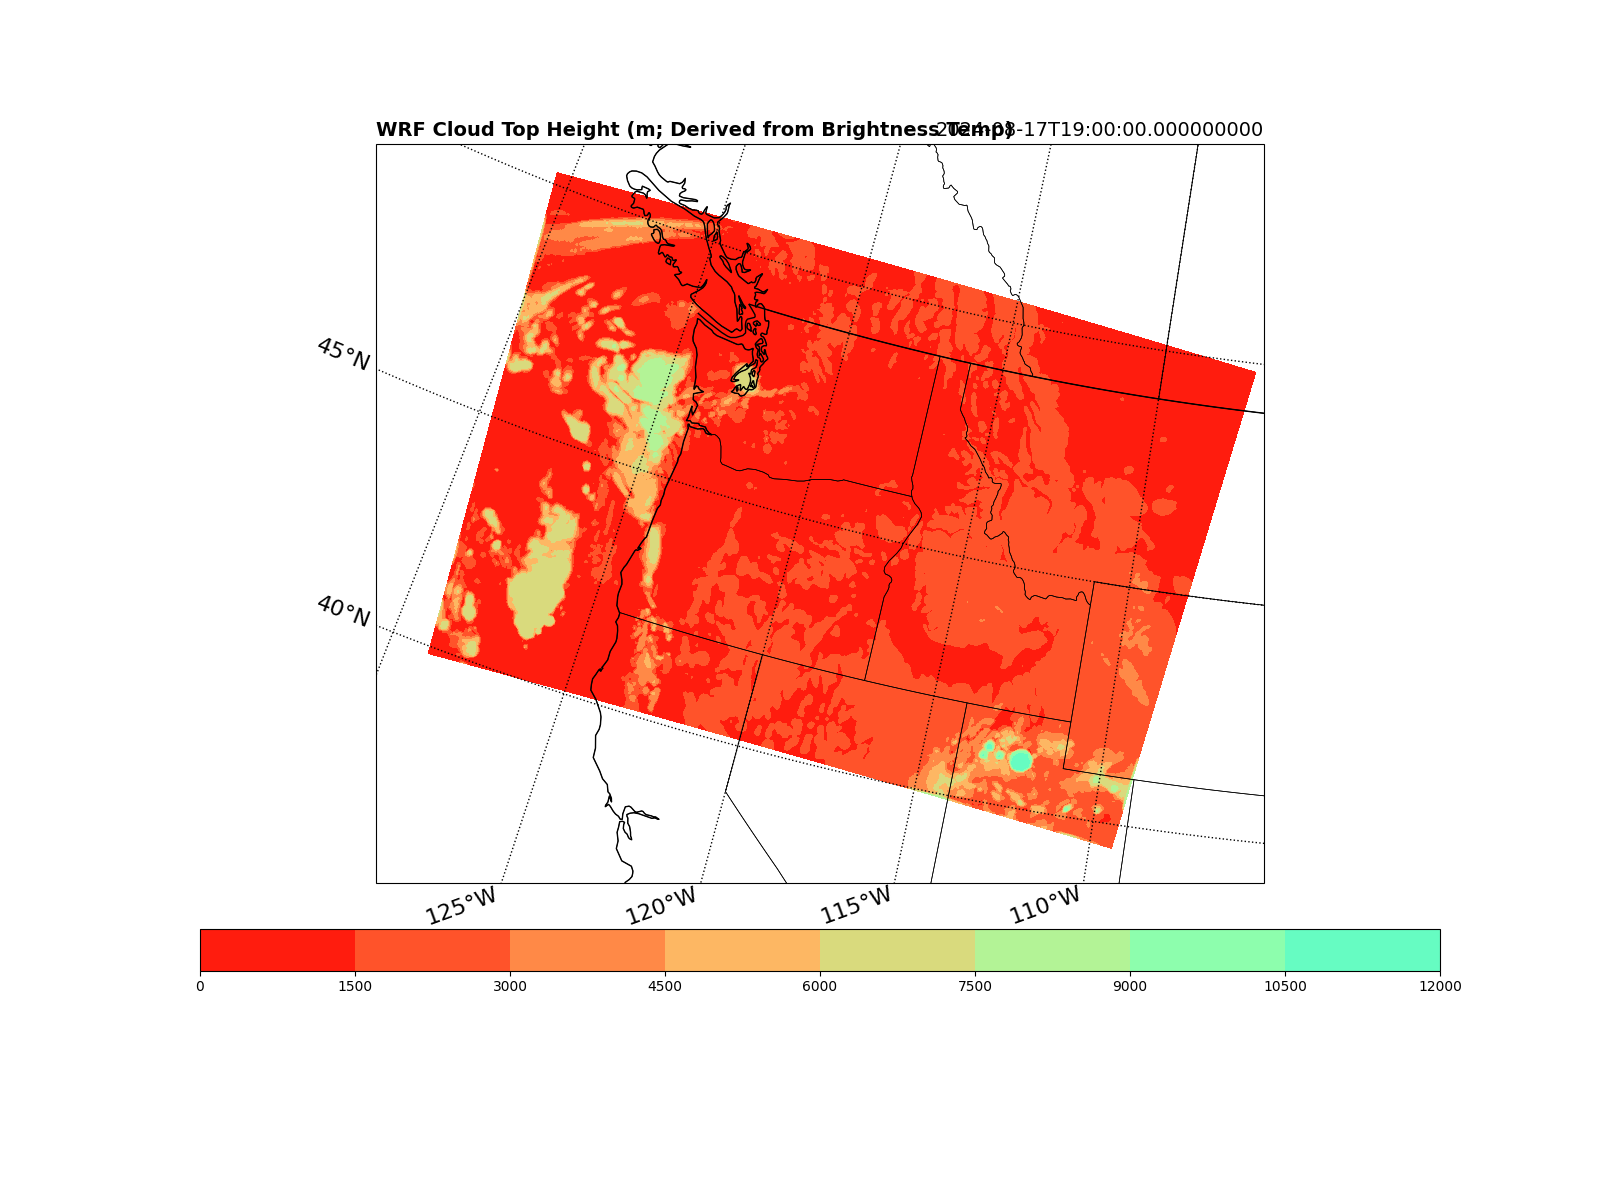 WRF Cloud Top Height (m; Derived from Brightness Temp) 2024-08-17T19:00:00.000000000
45°N
40°N
125°W 120°W 115°W 110°W
0 1500 3000 4500 6000 7500 9000 10500 12000